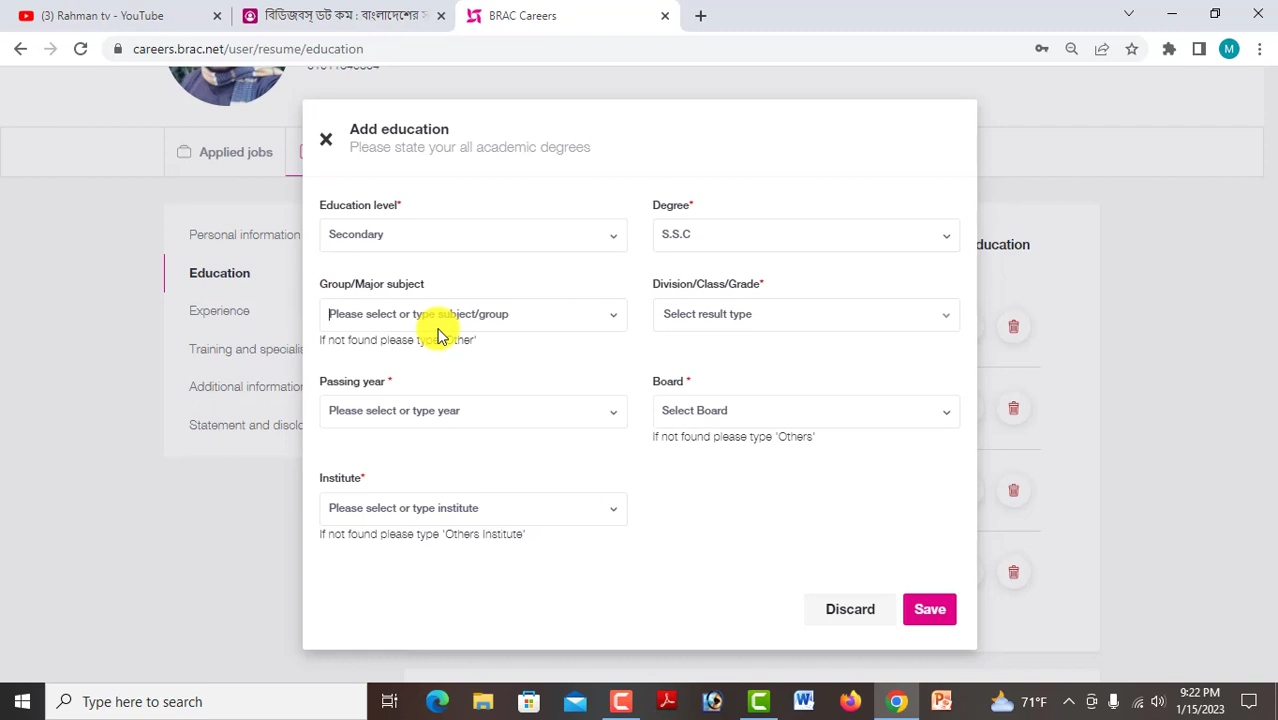 (3) Rahman tv - YouTube
বিডিজবস্ ডট কম : বাংলাদেশের স
BRAC Careers
careers.brac.net/user/resume/education
M
Applied jobs
Personal information
Education
Experience
Training and speciali
Additional information
Statement and disclo
ducation
Add education
Please state your all academic degrees
Education level*
Degree*
Secondary
S.S.C
Group/Major subject
Division/Class/Grade*
Please select or type subject/group
Select result type
If not found please type 'Other'
Passing year *
Board *
Please select or type year
Select Board
If not found please type 'Others'
Institute*
Please select or type institute
If not found please type 'Others Institute'
Discard
Save
Type here to search
71°F
9:22 PM
1/15/2023